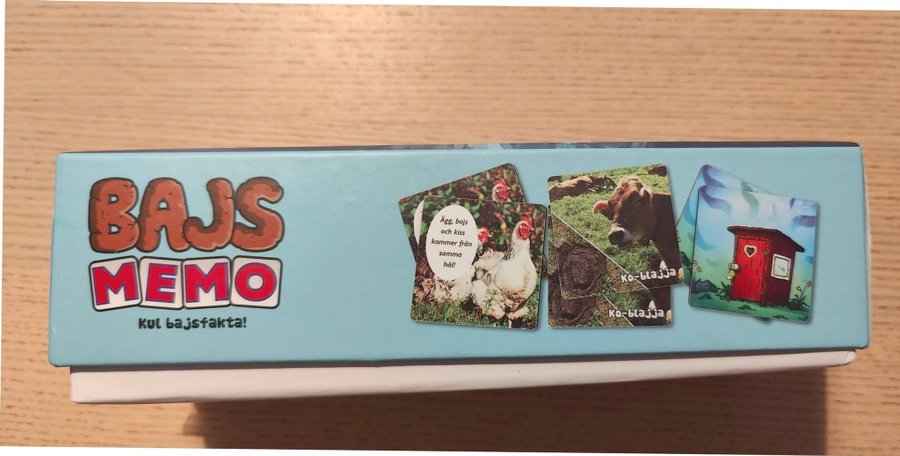 BAJS
MEMO
Kul bajsfakta!
Ägg, bajs
och kiss
kommer från
samma
hål!
Ko-blajja
Ko-blajja